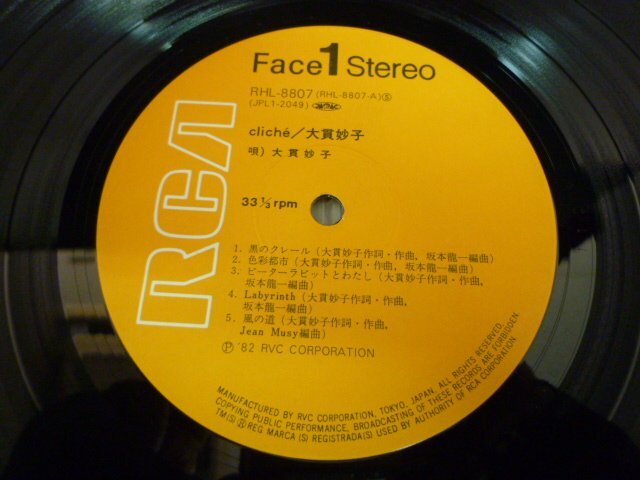 Face 1 Stereo
RHL-8807 (RHL-8807-A) Ⓢ
(JPL1-2049)
cliché/大貫妙子
唄) 大貫妙子
33 1/3 rpm
RCA
1. 黒のクレール (大貫妙子作詞・作曲, 坂本龍一編曲)
2. 色彩都市 (大貫妙子作詞・作曲, 坂本龍一編曲)
3. ピーターラビットとわたし (大貫妙子作詞・作曲,
坂本龍一編曲)
4. Labyrinth (大貫妙子作詞・作曲,
坂本龍一編曲)
5. 風の道 (大貫妙子作詞・作曲,
Jean Musy編曲)
Ⓟ '82 RVC CORPORATION
MANUFACTURED BY RVC CORPORATION, TOKYO, JAPAN. ALL RIGHTS RESERVED.
COPYING PUBLIC PERFORMANCE, BROADCASTING OF THESE RECORDS ARE FORBIDDEN.
TM(S) ® REG MARCA(S) REGISTRADA(S) USED BY AUTHORITY OF RCA CORPORATION